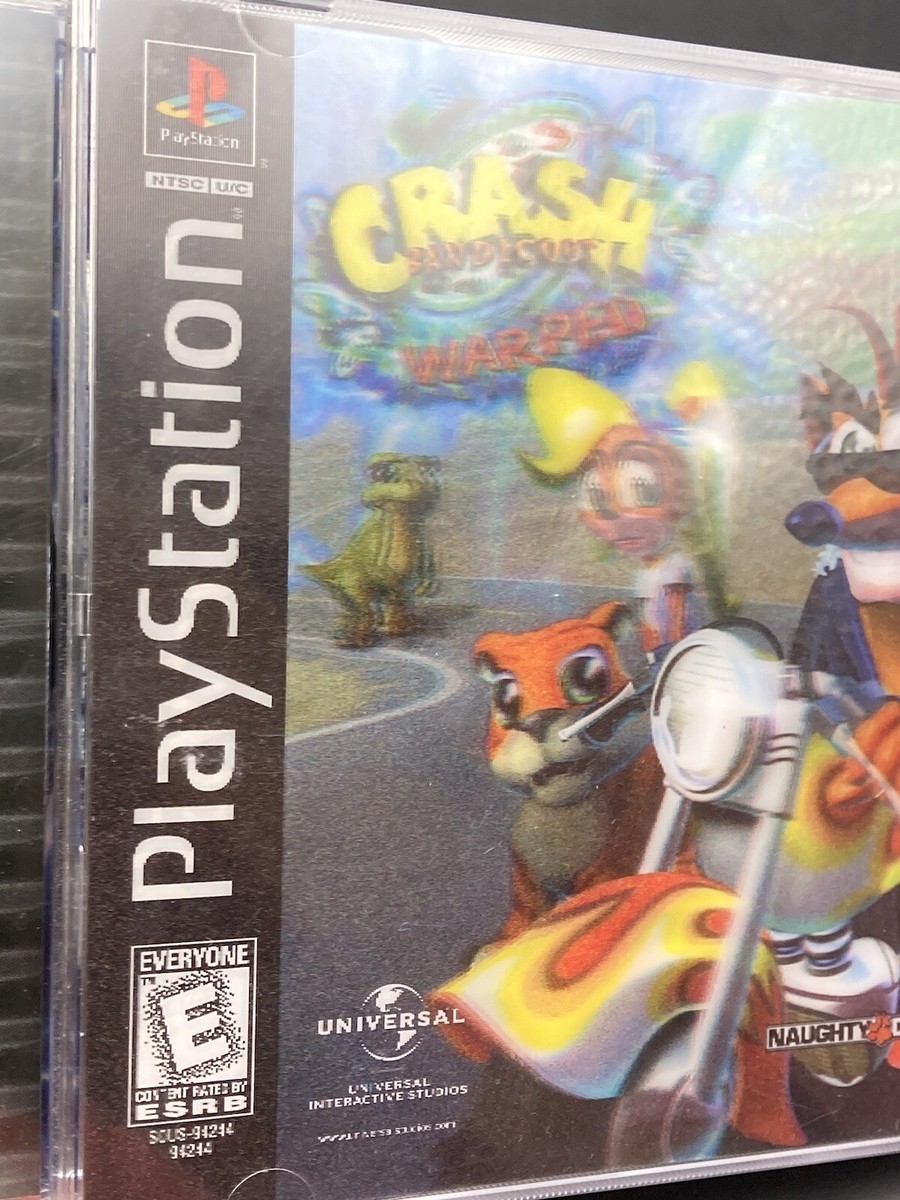 PlayStation
NTSC U/C
PlayStation
CRASH
BANDICOOT
WARPED
EVERYONE
E
CONTENT RATED BY
ESRB
SCUS-94244
94244
UNIVERSAL
UNIVERSAL
INTERACTIVE STUDIOS
NAUGHTY